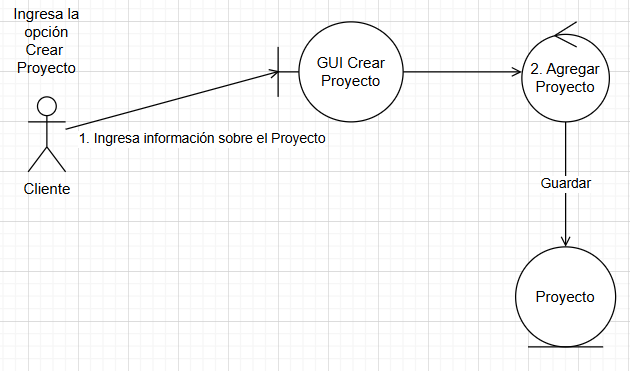 Ingresa la
opción
Crear
Proyecto
GUI Crear
Proyecto
2. Agregar
Proyecto
1. Ingresa información sobre el Proyecto
Cliente
Guardar
Proyecto